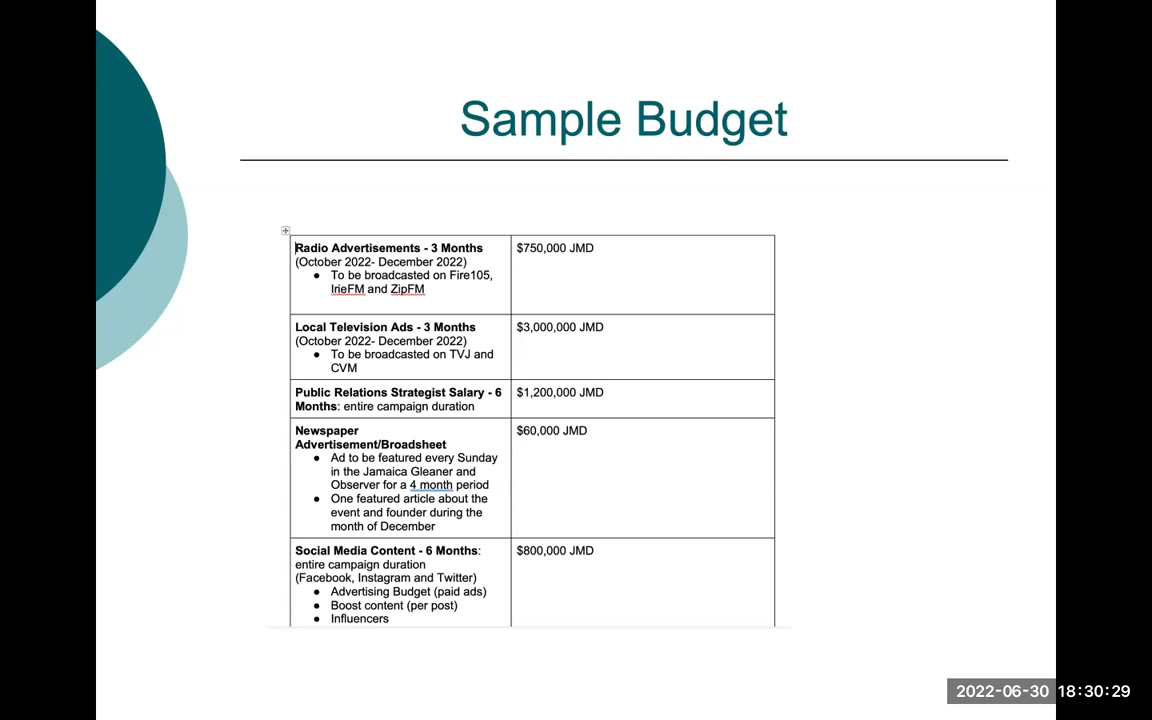 Sample Budget
Radio Advertisements - 3 Months
(October 2022- December 2022)
● To be broadcasted on Fire105,
IrieFM and ZipFM
$750,000 JMD
Local Television Ads - 3 Months
(October 2022- December 2022)
● To be broadcasted on TVJ and
CVM
$3,000,000 JMD
Public Relations Strategist Salary - 6
Months: entire campaign duration
$1,200,000 JMD
Newspaper
Advertisement/Broadsheet
● Ad to be featured every Sunday
in the Jamaica Gleaner and
Observer for a 4 month period
● One featured article about the
event and founder during the
month of December
$60,000 JMD
Social Media Content - 6 Months:
entire campaign duration
(Facebook, Instagram and Twitter)
● Advertising Budget (paid ads)
● Boost content (per post)
● Influencers
$800,000 JMD
2022-06-30 18:30:29